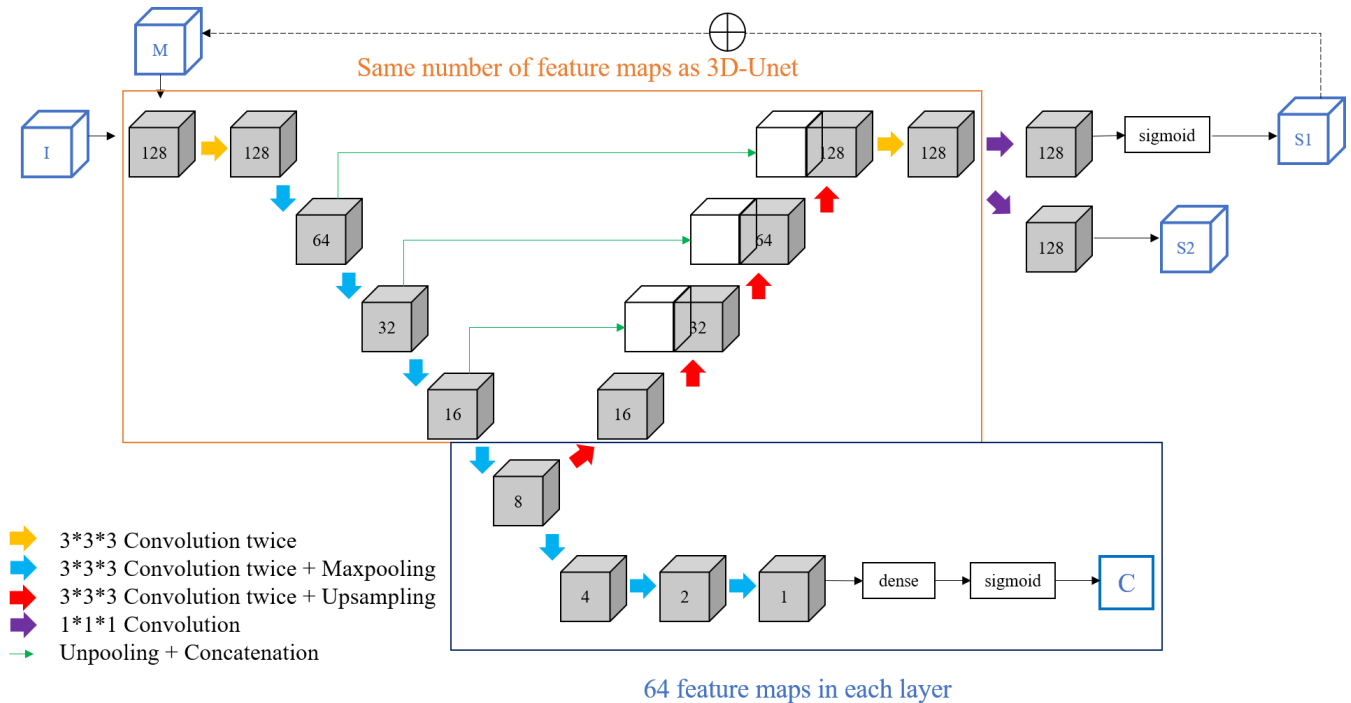 M
Same number of feature maps as 3D-Unet
I
128
128
128
128
128
sigmoid
S1
64
64
128
S2
32
32
16
16
8
3*3*3 Convolution twice
3*3*3 Convolution twice + Maxpooling
3*3*3 Convolution twice + Upsampling
1*1*1 Convolution
Unpooling + Concatenation
4
2
1
dense
sigmoid
C
64 feature maps in each layer